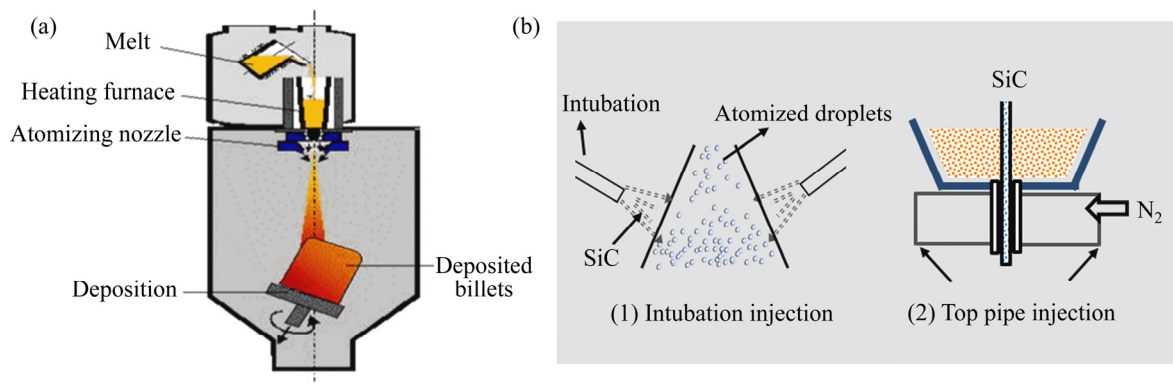 (a)
Melt
Heating furnace
Atomizing nozzle
Deposition
Deposited
billets
(b)
Intubation
Atomized droplets
SiC
(1) Intubation injection
SiC
N₂
(2) Top pipe injection